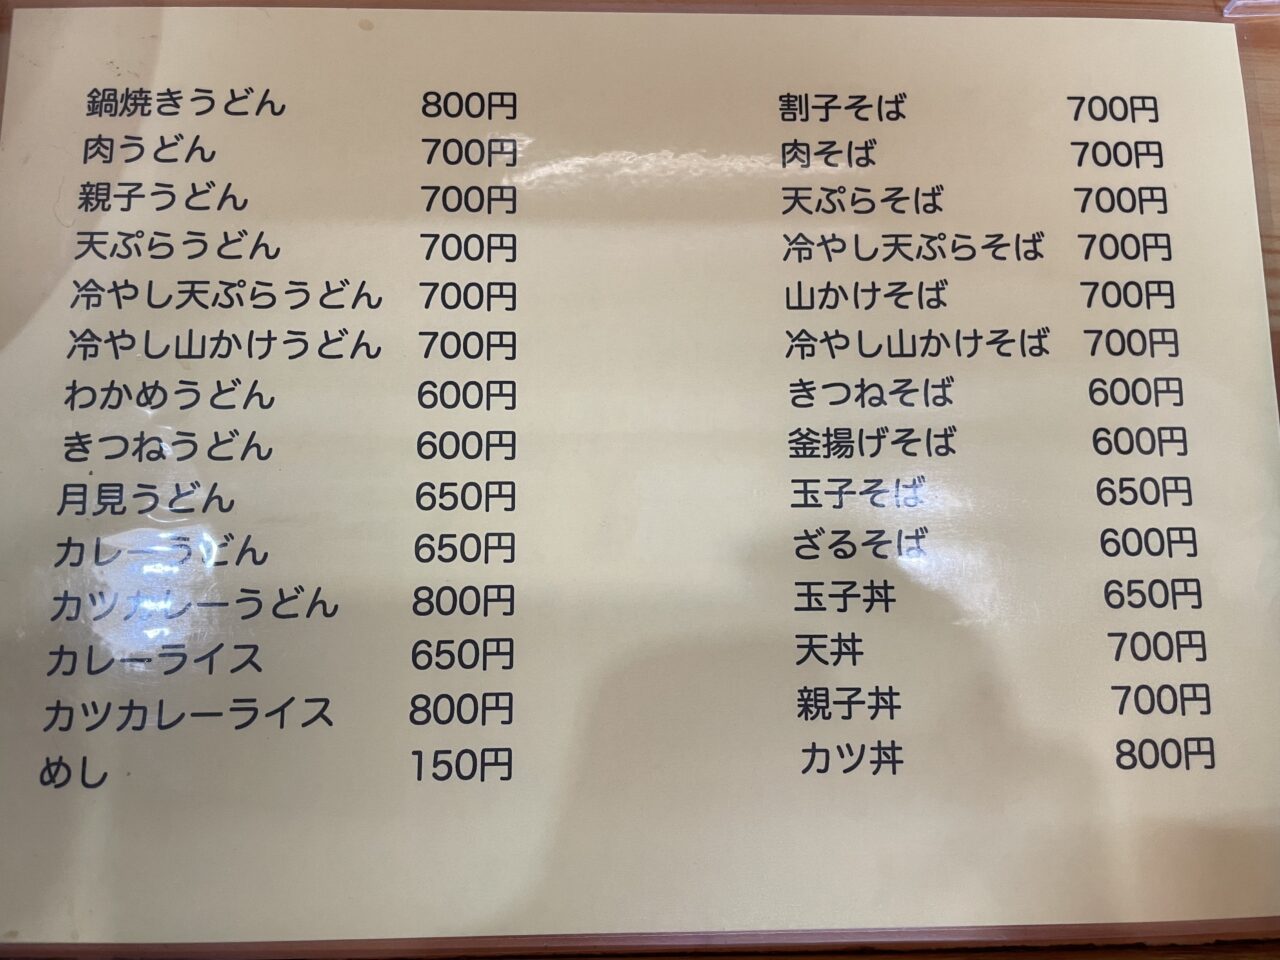 鍋焼きうどん 800円
肉うどん 700円
親子うどん 700円
天ぷらうどん 700円
冷やし天ぷらうどん 700円
冷やし山かけうどん 700円
わかめうどん 600円
きつねうどん 600円
月見うどん 650円
カレーうどん 650円
カツカレーうどん 800円
カレーライス 650円
カツカレーライス 800円
めし 150円
割子そば 700円
肉そば 700円
天ぷらそば 700円
冷やし天ぷらそば 700円
山かけそば 700円
冷やし山かけそば 700円
きつねそば 600円
釜揚げそば 600円
玉子そば 650円
ざるそば 600円
玉子丼 650円
天丼 700円
親子丼 700円
カツ丼 800円